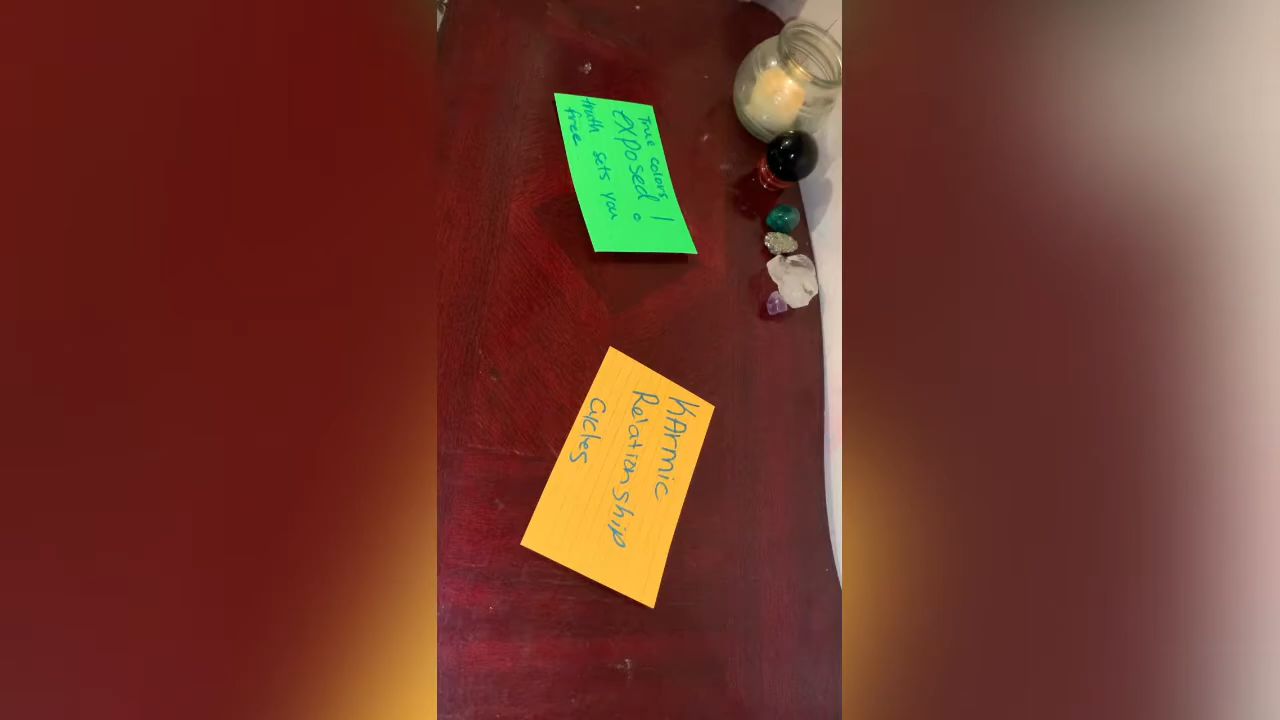 True colors
exposed !
truth sets you
free
KArmic
Relationship
cycles